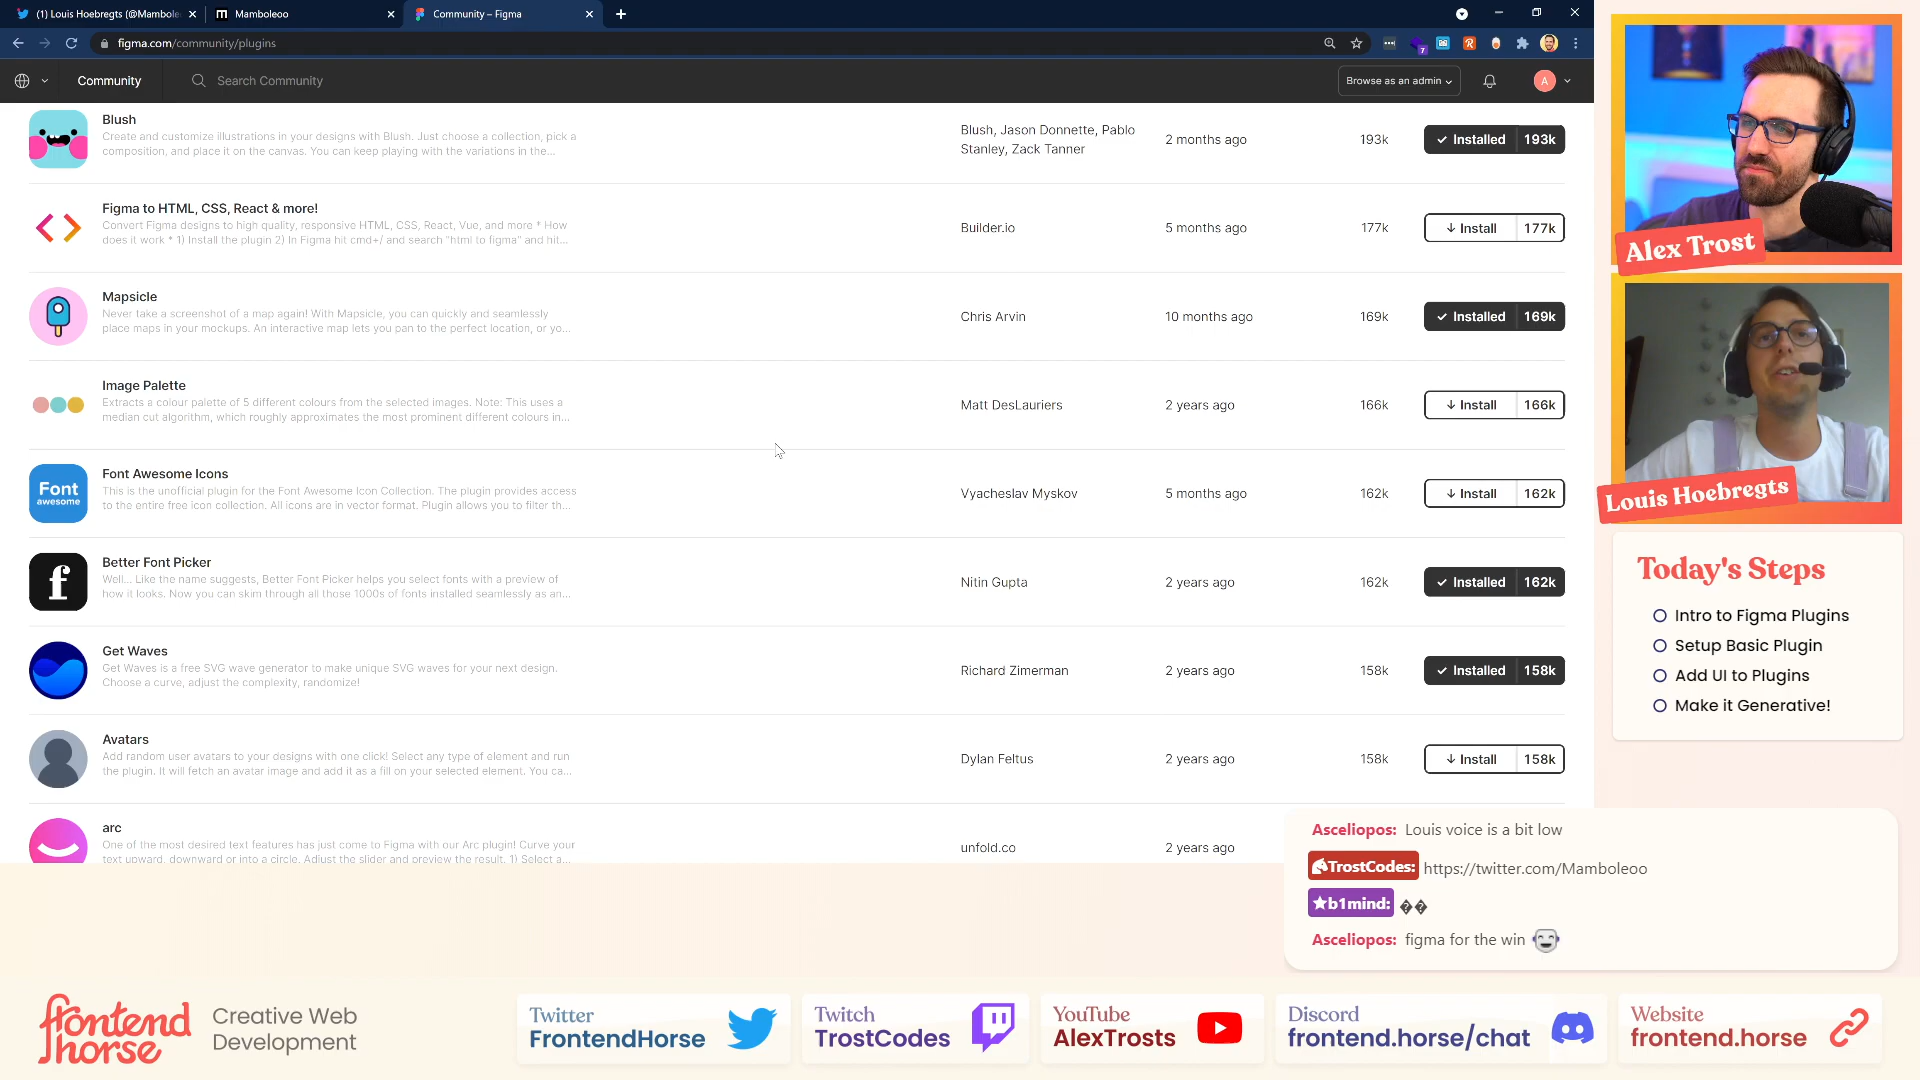 (1) Louis Hoebregts (@Mambole
Mamboleoo
Community – Figma
figma.com/community/plugins
7
Community
Search Community
Browse as an admin
A
Blush
Create and customize illustrations in your designs with Blush. Just choose a collection, pick a
composition, and place it on the canvas. You can keep playing with the variations in the...
Blush, Jason Donnette, Pablo
Stanley, Zack Tanner
2 months ago
193k
Installed 193k
Figma to HTML, CSS, React & more!
Convert Figma designs to high quality, responsive HTML, CSS, React, Vue, and more * How
does it work * 1) Install the plugin 2) In Figma hit cmd+/ and search "html to figma" and hit...
Builder.io
5 months ago
177k
Install 177k
Mapsicle
Never take a screenshot of a map again! With Mapsicle, you can quickly and seamlessly
place maps in your mockups. An interactive map lets you pan to the perfect location, or yo...
Chris Arvin
10 months ago
169k
Installed 169k
Image Palette
Extracts a colour palette of 5 different colours from the selected images. Note: This uses a
median cut algorithm, which roughly approximates the most prominent different colours in...
Matt DesLauriers
2 years ago
166k
Install 166k
Font
awesome
Font Awesome Icons
This is the unofficial plugin for the Font Awesome Icon Collection. The plugin provides access
to the entire free icon collection. All icons are in vector format. Plugin allows you to filter th...
Vyacheslav Myskov
5 months ago
162k
Install 162k
f
Better Font Picker
Well... Like the name suggests, Better Font Picker helps you select fonts with a preview of
how it looks. Now you can skim through all those 1000s of fonts installed seamlessly as an...
Nitin Gupta
2 years ago
162k
Installed 162k
Get Waves
Get Waves is a free SVG wave generator to make unique SVG waves for your next design.
Choose a curve, adjust the complexity, randomize!
Richard Zimerman
2 years ago
158k
Installed 158k
Avatars
Add random user avatars to your designs with one click! Select any type of element and run
the plugin. It will fetch an avatar image and add it as a fill on your selected element. You ca...
Dylan Feltus
2 years ago
158k
Install 158k
arc
One of the most desired text features has just come to Figma with our Arc plugin! Curve your
text upward, downward or into a circle. Adjust the slider and preview the result. 1) Select a...
unfold.co
2 years ago
Alex Trost
Louis Hoebregts
Today's Steps
Intro to Figma Plugins
Setup Basic Plugin
Add UI to Plugins
Make it Generative!
Asceliopos: Louis voice is a bit low
TrostCodes: https://twitter.com/Mamboleoo
b1mind: ��
Asceliopos: figma for the win
frontend
horse
Creative Web
Development
Twitter
FrontendHorse
Twitch
TrostCodes
YouTube
AlexTrosts
Discord
frontend.horse/chat
Website
frontend.horse